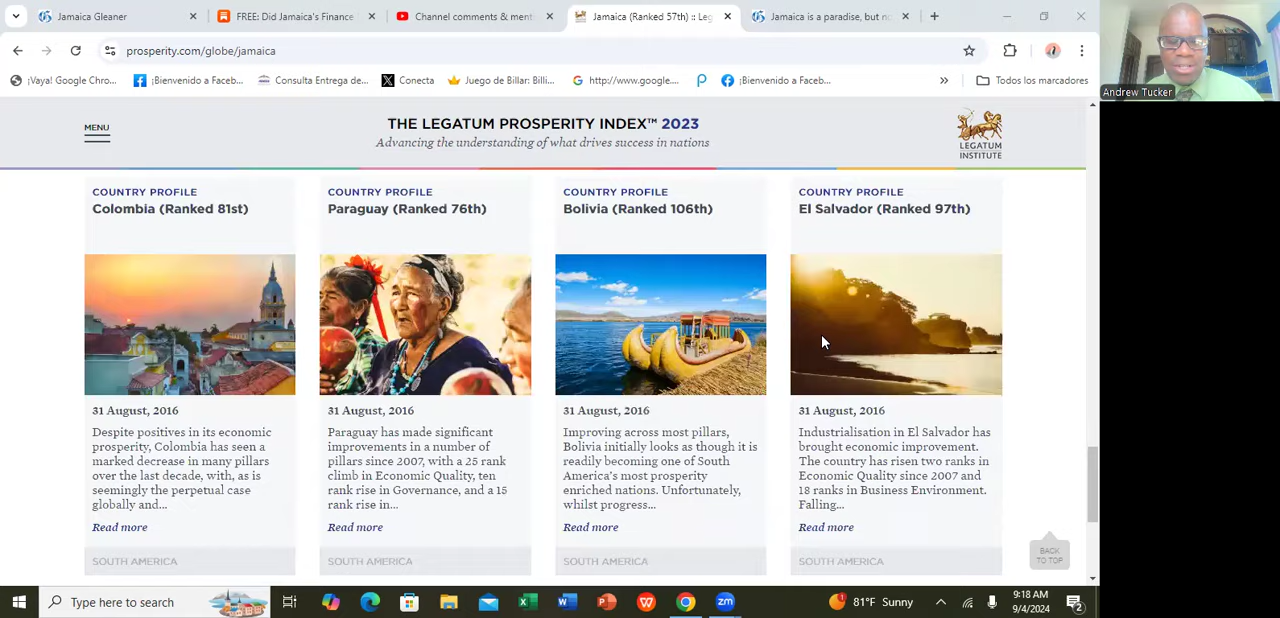 Jamaica Gleaner
FREE: Did Jamaica's Finance
Channel comments & menti
Jamaica (Ranked 57th) :: Leg
Jamaica is a paradise, but no
prosperity.com/globe/jamaica
¡Vaya! Google Chro...
¡Bienvenido a Faceb...
Consulta Entrega de...
Conecta
Juego de Billar: Billi...
http://www.google....
¡Bienvenido a Faceb...
»
Todos los marcadores
Andrew Tucker
MENU
THE LEGATUM PROSPERITY INDEX™ 2023
Advancing the understanding of what drives success in nations
LEGATUM
INSTITUTE
COUNTRY PROFILE
Colombia (Ranked 81st)
31 August, 2016
Despite positives in its economic
prosperity, Colombia has seen a
marked decrease in many pillars
over the last decade, with, as is
seemingly the perpetual case
globally and...
Read more
SOUTH AMERICA
COUNTRY PROFILE
Paraguay (Ranked 76th)
31 August, 2016
Paraguay has made significant
improvements in a number of
pillars since 2007, with a 25 rank
climb in Economic Quality, ten
rank rise in Governance, and a 15
rank rise in...
Read more
SOUTH AMERICA
COUNTRY PROFILE
Bolivia (Ranked 106th)
31 August, 2016
Improving across most pillars,
Bolivia initially looks as though it is
readily becoming one of South
America's most prosperity
enriched nations. Unfortunately,
whilst progress...
Read more
SOUTH AMERICA
COUNTRY PROFILE
El Salvador (Ranked 97th)
31 August, 2016
Industrialisation in El Salvador has
brought economic improvement.
The country has risen two ranks in
Economic Quality since 2007 and
18 ranks in Business Environment.
Falling...
Read more
SOUTH AMERICA
BACK
TO TOP
Type here to search
81°F Sunny
9:18 AM
9/4/2024
2